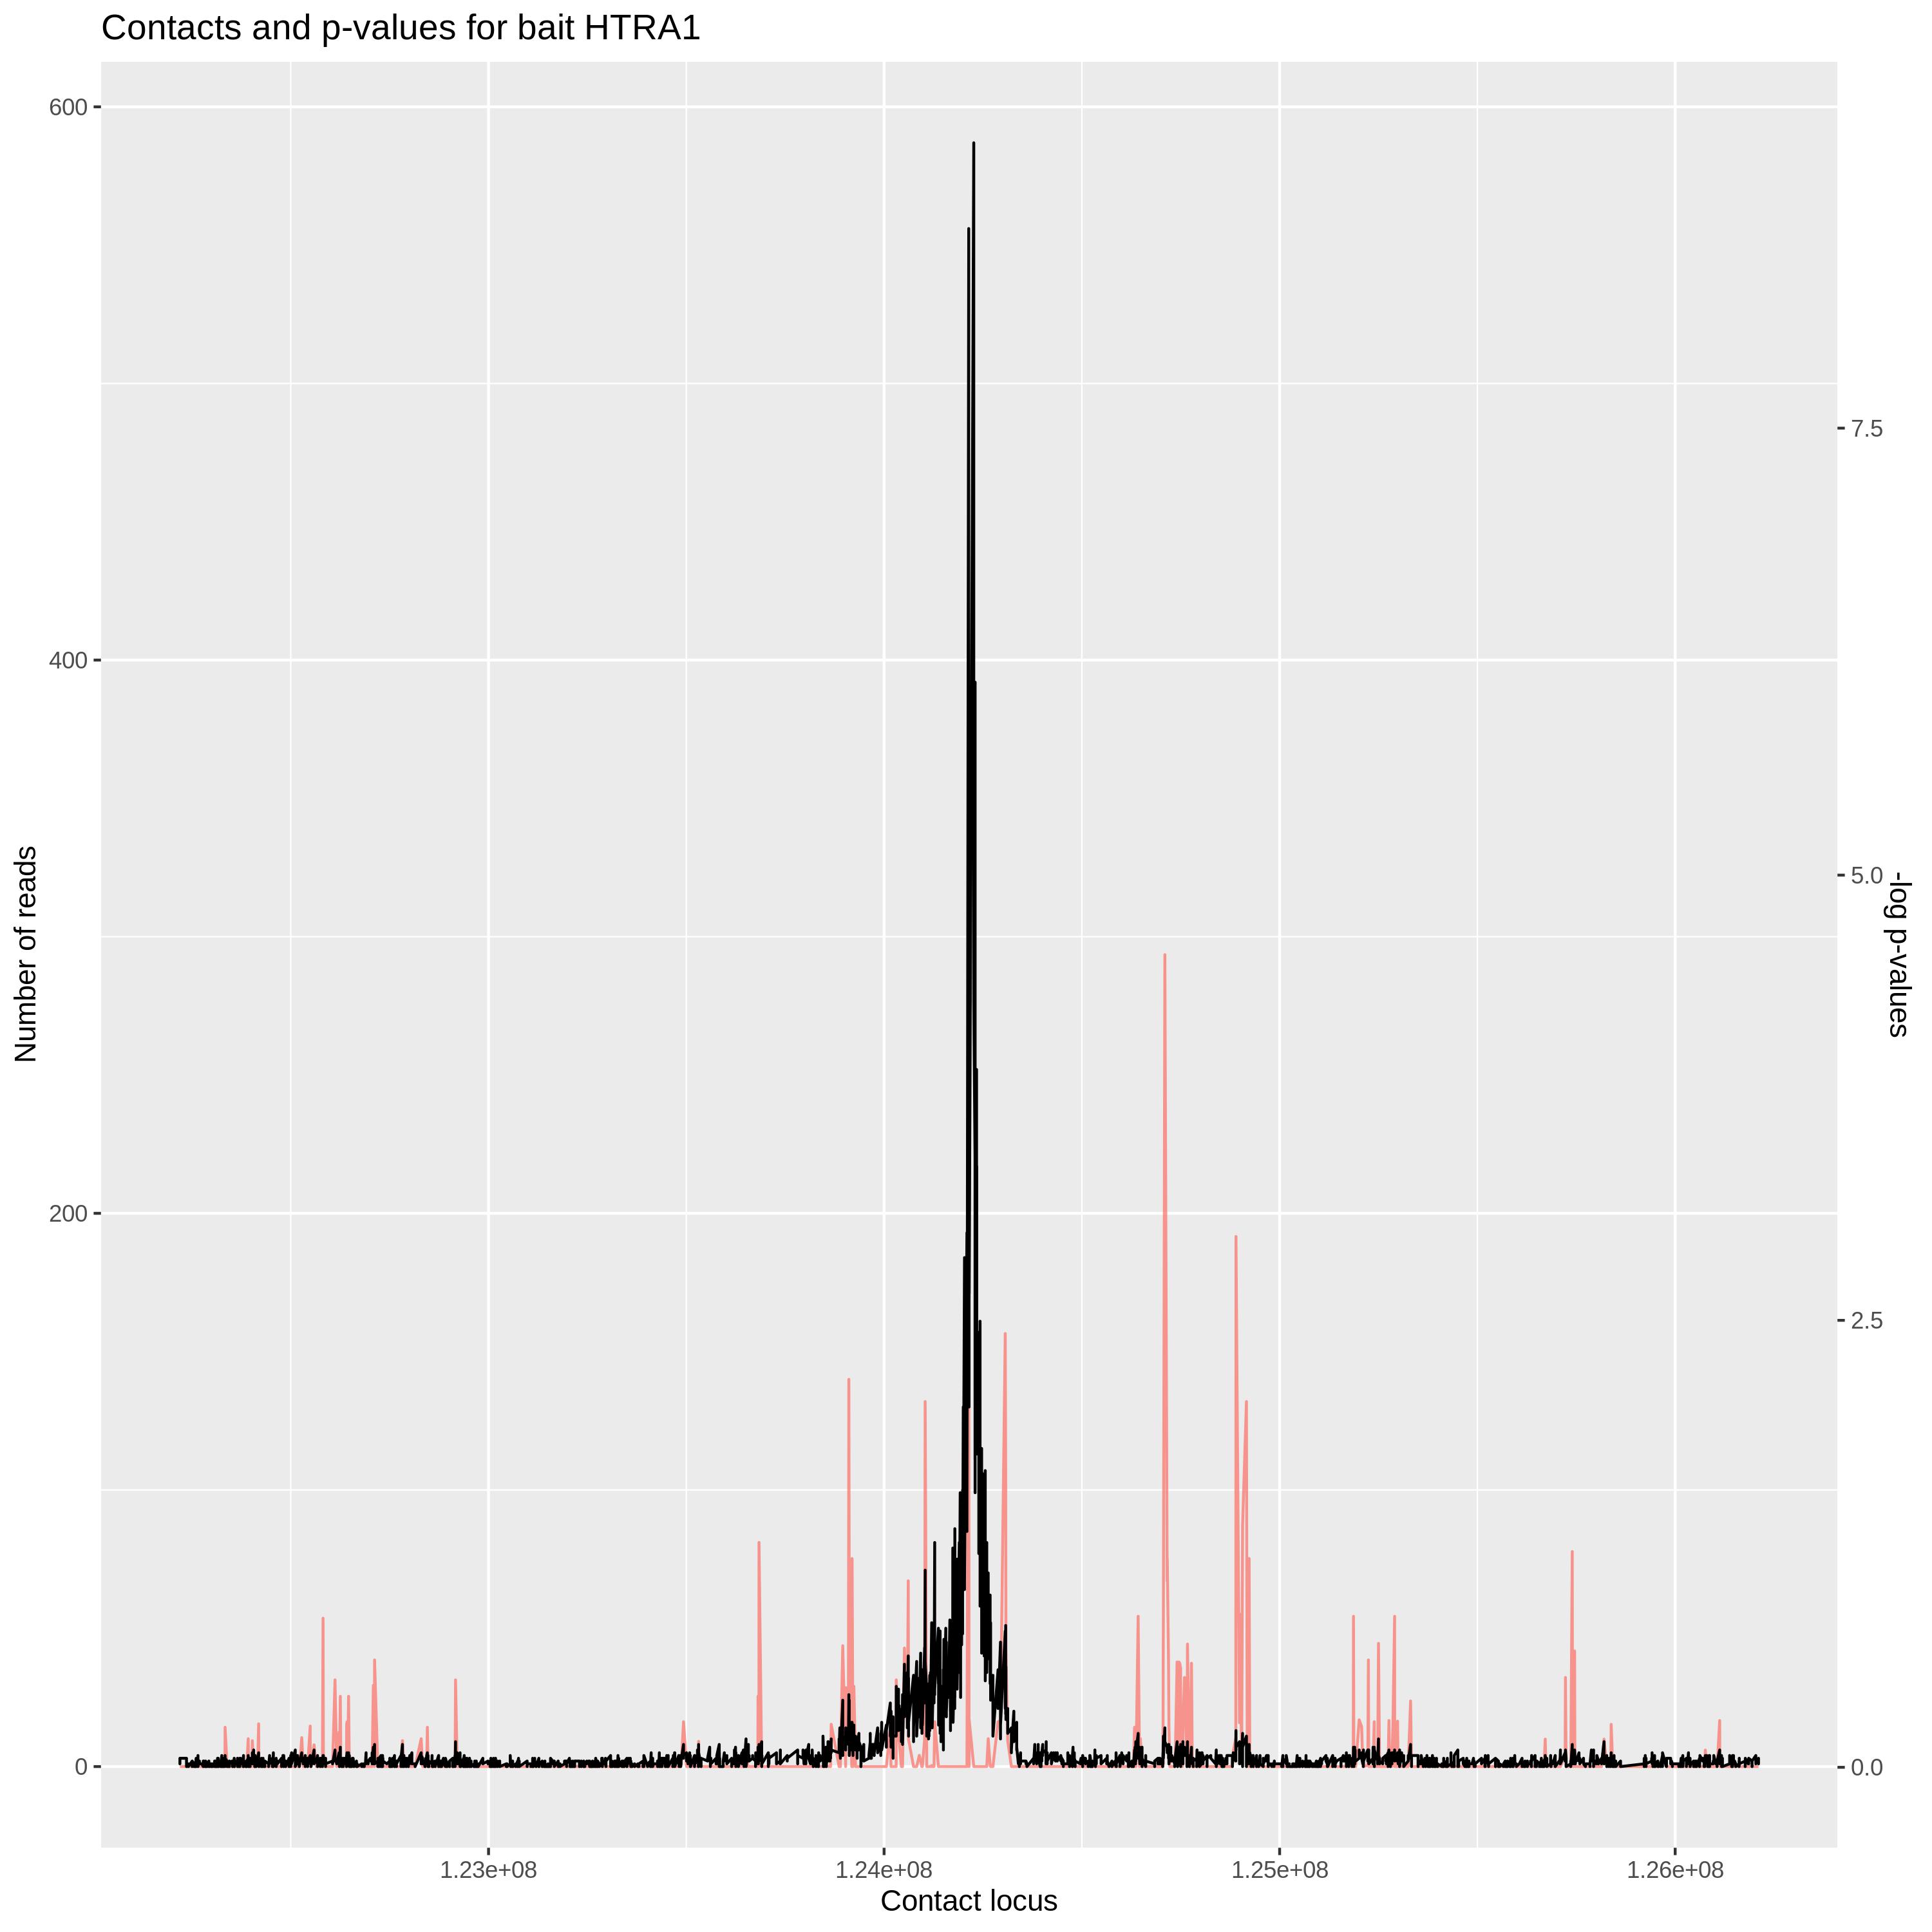 Contacts and p-values for bait HTRA1
600
400
200
0
Number of reads
7.5
5.0
2.5
0.0
-log p-values
1.23e+08
1.24e+08
1.25e+08
1.26e+08
Contact locus